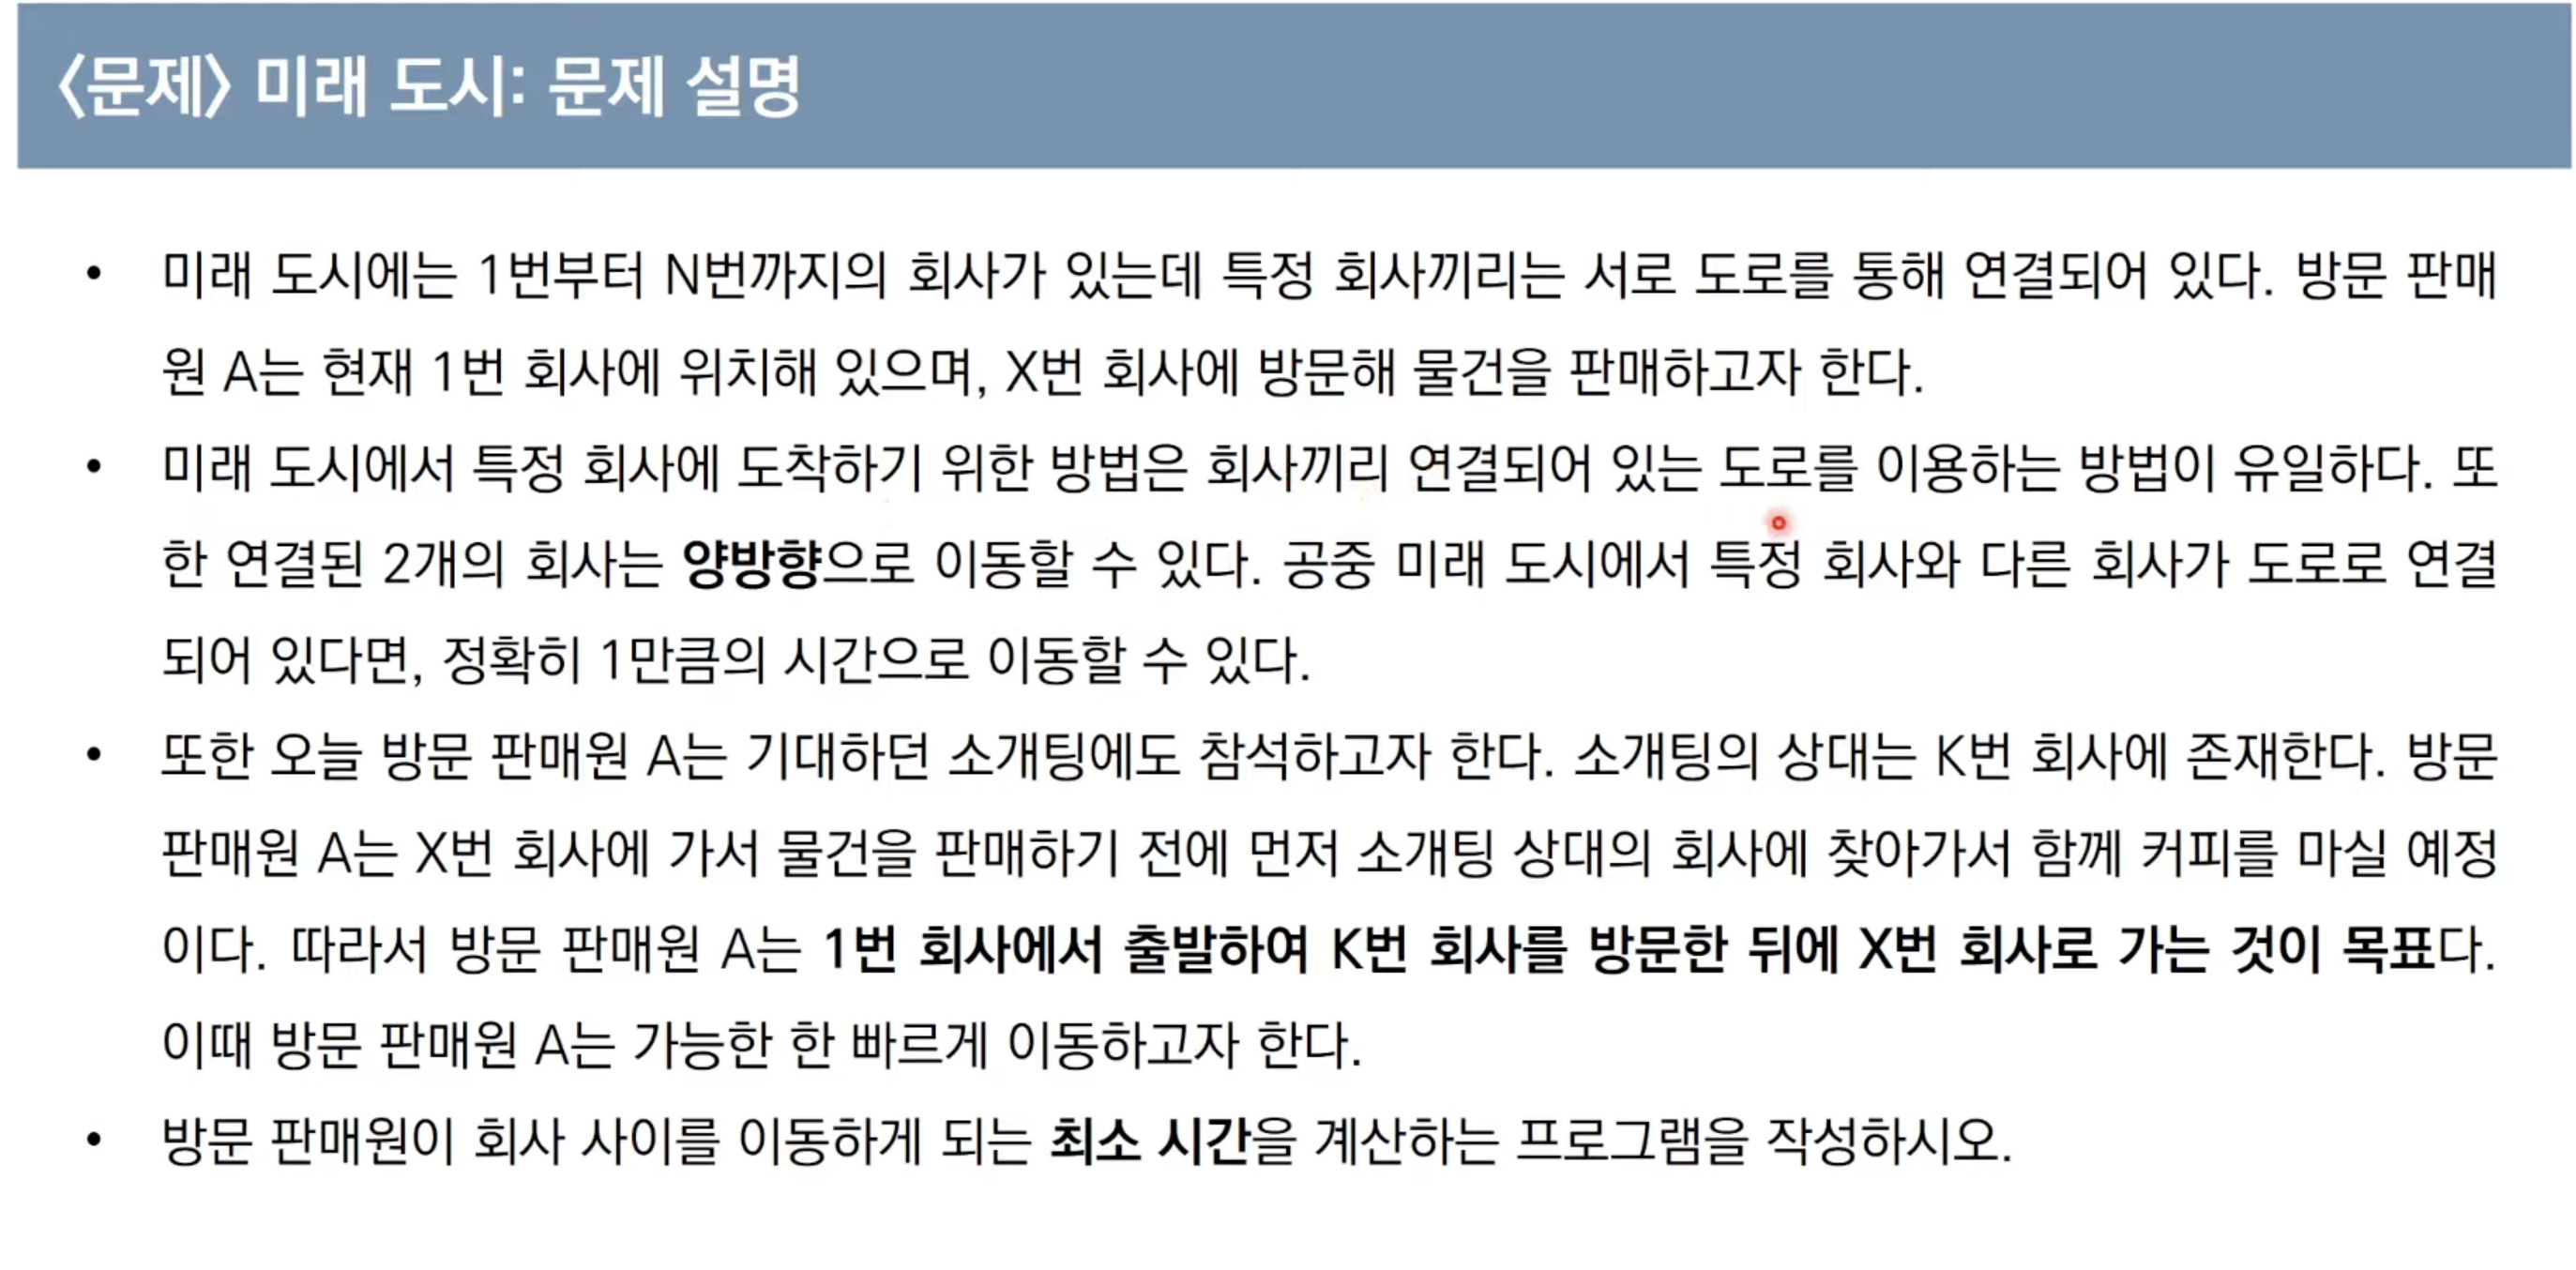 〈문제〉 미래 도시: 문제 설명
• 미래 도시에는 1번부터 N번까지의 회사가 있는데 특정 회사끼리는 서로 도로를 통해 연결되어 있다. 방문 판매
원 A는 현재 1번 회사에 위치해 있으며, X번 회사에 방문해 물건을 판매하고자 한다.
• 미래 도시에서 특정 회사에 도착하기 위한 방법은 회사끼리 연결되어 있는 도로를 이용하는 방법이 유일하다. 또
한 연결된 2개의 회사는 양방향으로 이동할 수 있다. 공중 미래 도시에서 특정 회사와 다른 회사가 도로로 연결
되어 있다면, 정확히 1만큼의 시간으로 이동할 수 있다.
• 또한 오늘 방문 판매원 A는 기대하던 소개팅에도 참석하고자 한다. 소개팅의 상대는 K번 회사에 존재한다. 방문
판매원 A는 X번 회사에 가서 물건을 판매하기 전에 먼저 소개팅 상대의 회사에 찾아가서 함께 커피를 마실 예정
이다. 따라서 방문 판매원 A는 1번 회사에서 출발하여 K번 회사를 방문한 뒤에 X번 회사로 가는 것이 목표다.
이때 방문 판매원 A는 가능한 한 빠르게 이동하고자 한다.
• 방문 판매원이 회사 사이를 이동하게 되는 최소 시간을 계산하는 프로그램을 작성하시오.